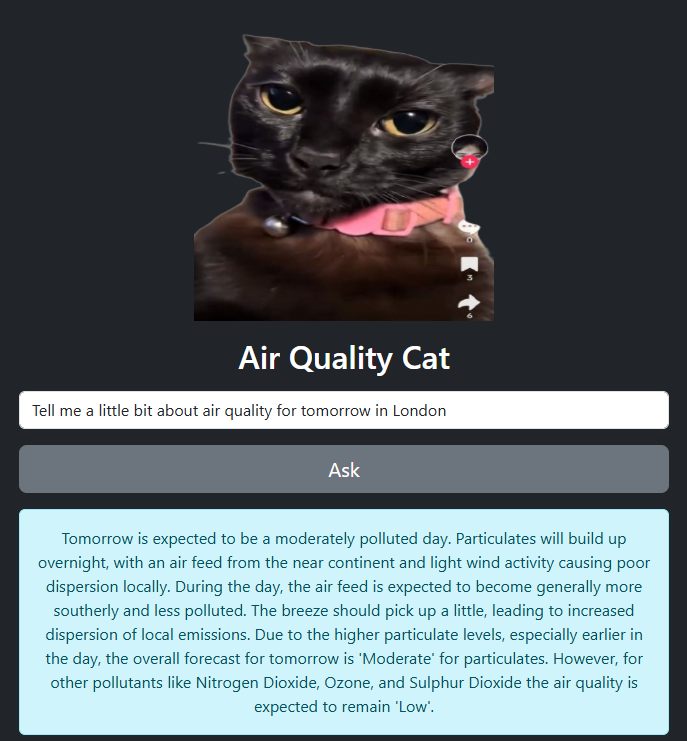 0
3
6
Air Quality Cat
Tell me a little bit about air quality for tomorrow in London
Ask
Tomorrow is expected to be a moderately polluted day. Particulates will build up
overnight, with an air feed from the near continent and light wind activity causing poor
dispersion locally. During the day, the air feed is expected to become generally more
southerly and less polluted. The breeze should pick up a little, leading to increased
dispersion of local emissions. Due to the higher particulate levels, especially earlier in
the day, the overall forecast for tomorrow is 'Moderate' for particulates. However, for
other pollutants like Nitrogen Dioxide, Ozone, and Sulphur Dioxide the air quality is
expected to remain 'Low'.